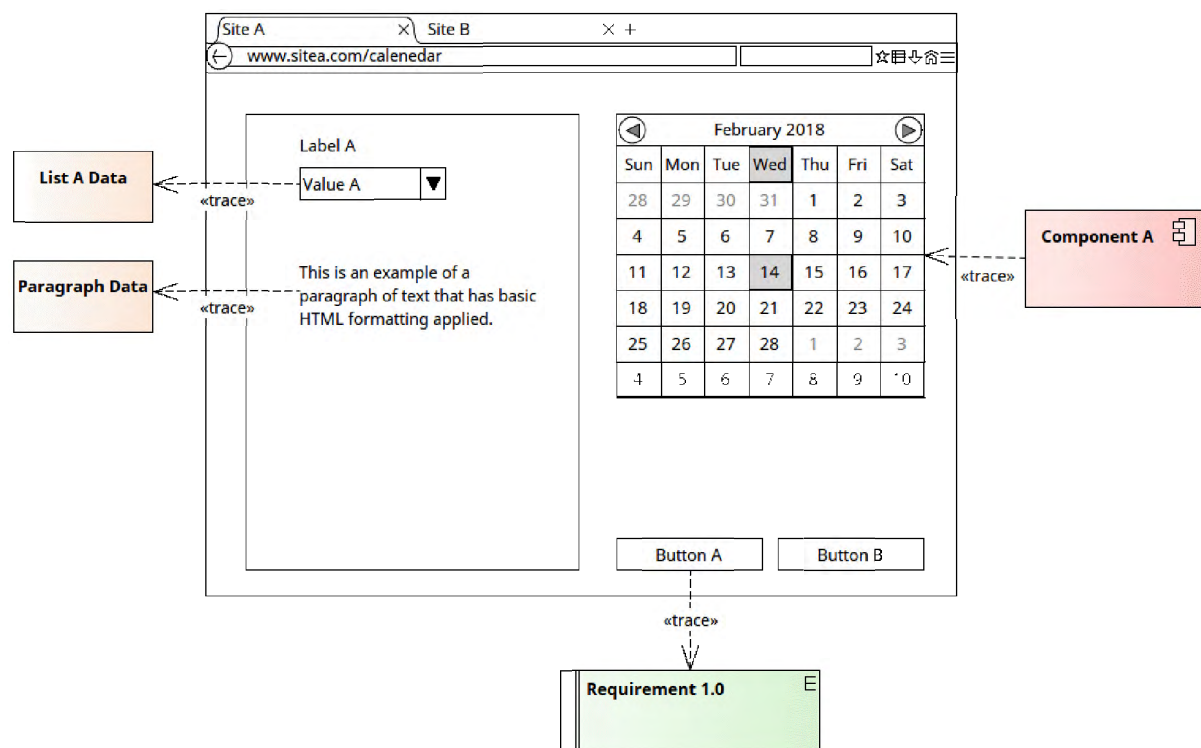 Site A
Site B
www.sitea.com/calenedar
Label A
Value A
This is an example of a
paragraph of text that has basic
HTML formatting applied.
February 2018
Sun Mon Tue Wed Thu Fri Sat
28 29 30 31 1 2 3
4 5 6 7 8 9 10
11 12 13 14 15 16 17
18 19 20 21 22 23 24
25 26 27 28 1 2 3
4 5 6 7 8 9 10
Button A
Button B
List A Data
«trace»
Paragraph Data
«trace»
Component A
«trace»
«trace»
Requirement 1.0